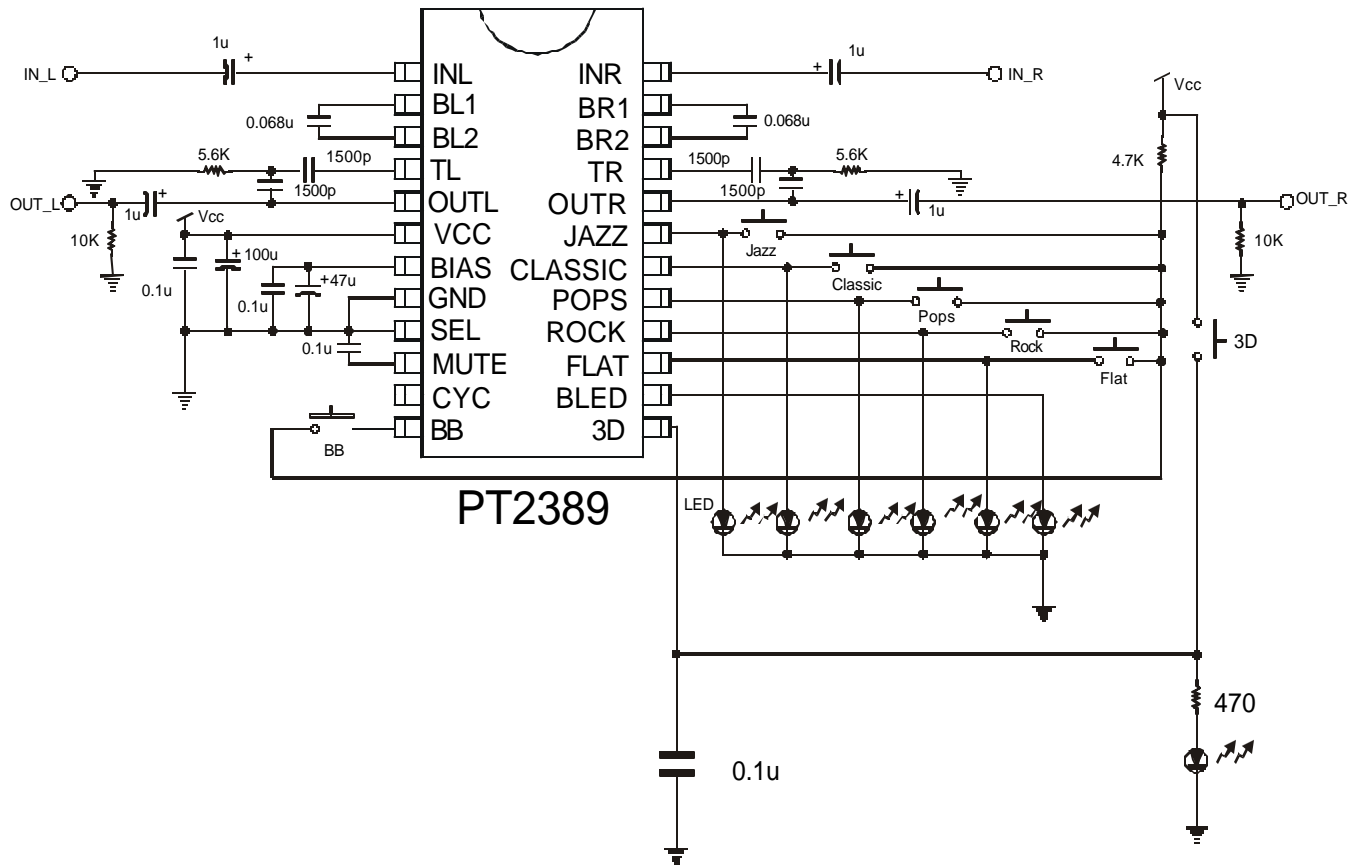 1u
+
IN_L
INL
INR
+
1u
IN_R
BL1
BR1
0.068u
0.068u
BL2
BR2
Vcc
4.7K
5.6K
1500p
TL
TR
1500p
5.6K
1500p
1500p
OUT_L
1u
+
OUTL
OUTR
+
1u
OUT_R
Vcc
10K
VCC
JAZZ
Jazz
10K
+
100u
BIAS
CLASSIC
Classic
0.1u
0.1u
+47u
GND
POPS
Pops
SEL
ROCK
Rock
3D
0.1u
MUTE
FLAT
Flat
CYC
BLED
BB
BB
3D
PT2389
LED
470
0.1u